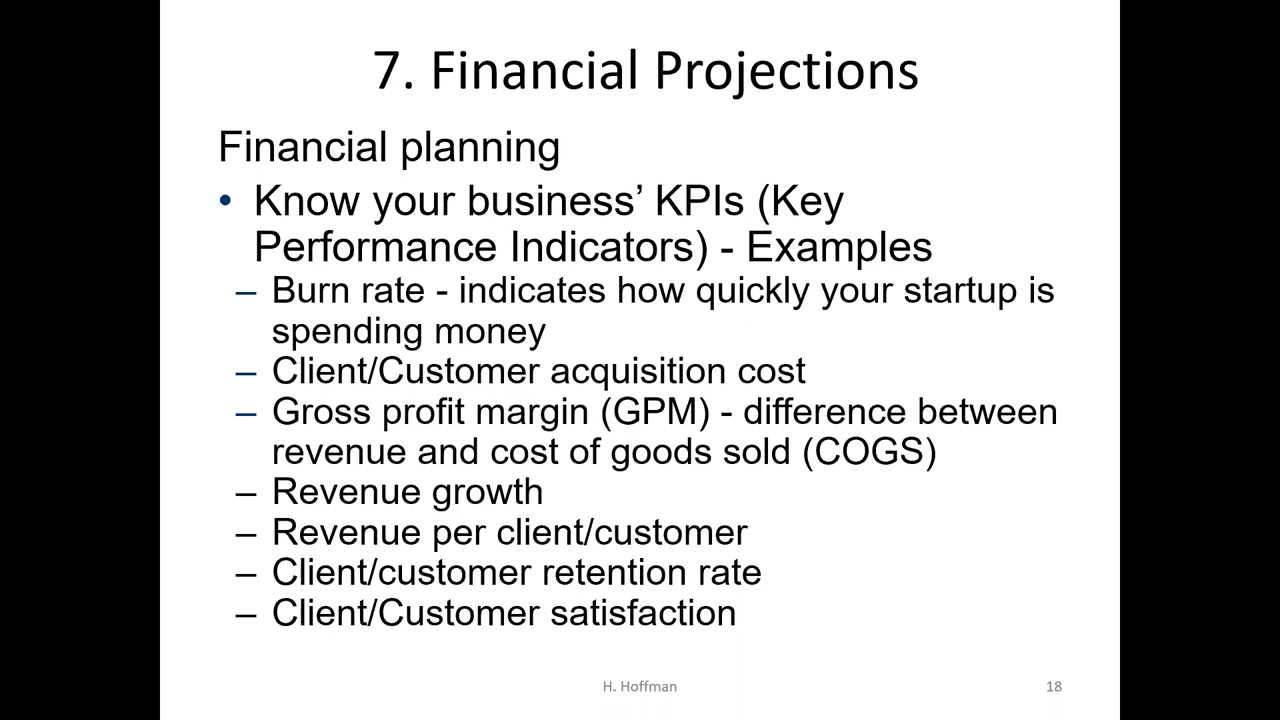 7. Financial Projections
Financial planning
• Know your business’ KPIs (Key
Performance Indicators) - Examples
– Burn rate - indicates how quickly your startup is
spending money
– Client/Customer acquisition cost
– Gross profit margin (GPM) - difference between
revenue and cost of goods sold (COGS)
– Revenue growth
– Revenue per client/customer
– Client/customer retention rate
– Client/Customer satisfaction
H. Hoffman
18